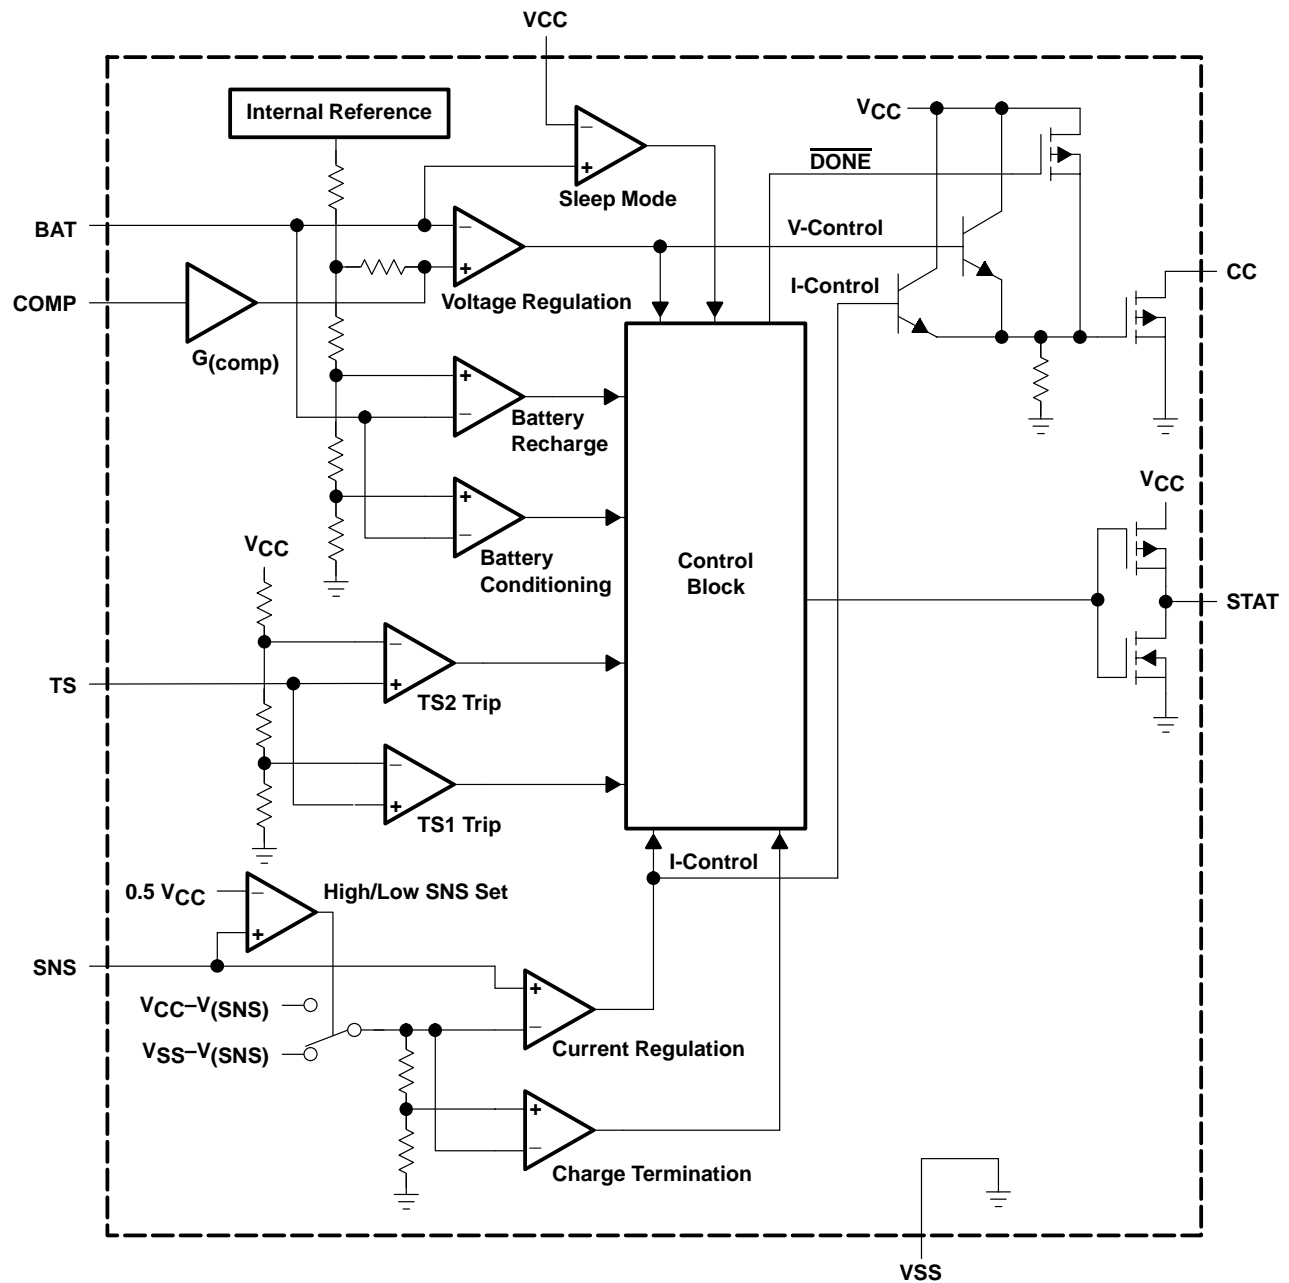 VCC
Internal Reference
−
+
Sleep Mode
VCC
DONE
BAT
−
+
Voltage Regulation
V-Control
I-Control
CC
COMP
G(comp)
+
−
Battery
Recharge
+
−
Battery
Conditioning
Control
Block
VCC
STAT
VCC
−
+
TS2 Trip
TS
−
+
TS1 Trip
I-Control
0.5 VCC
−
+
High/Low SNS Set
SNS
VCC−V(SNS)
VSS−V(SNS)
+
−
Current Regulation
+
−
Charge Termination
VSS